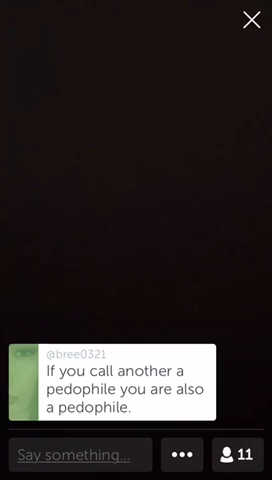 @bree0321
If you call another a
pedophile you are also
a pedophile.
Say something...
11